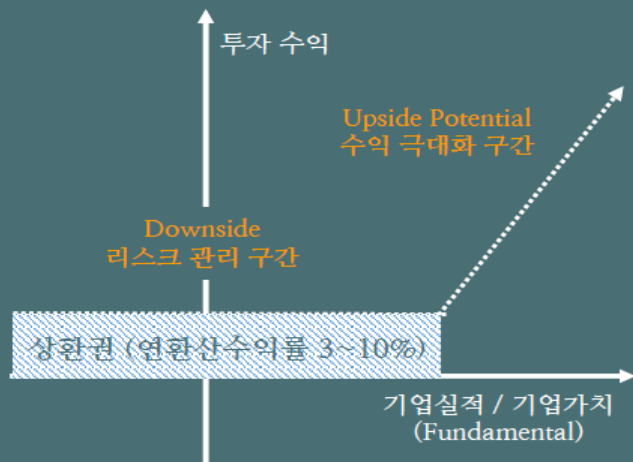 투자 수익
Upside Potential
수익 극대화 구간
Downside
리스크 관리 구간
상환권 (연환산수익률 3~10%)
기업실적 / 기업가치
(Fundamental)